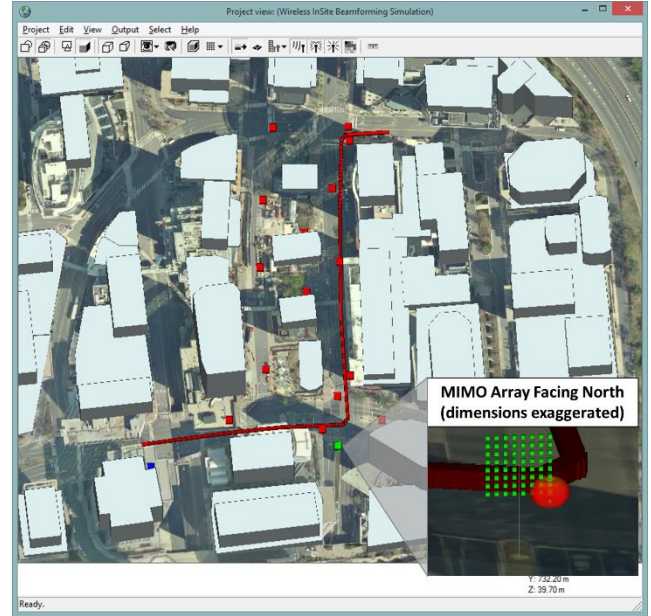 Project view: (Wireless InSite Beamforming Simulation)
Project Edit View Output Select Help
MIMO Array Facing North
(dimensions exaggerated)
Y: 732.20 m
Z: 39.70 m
Ready.